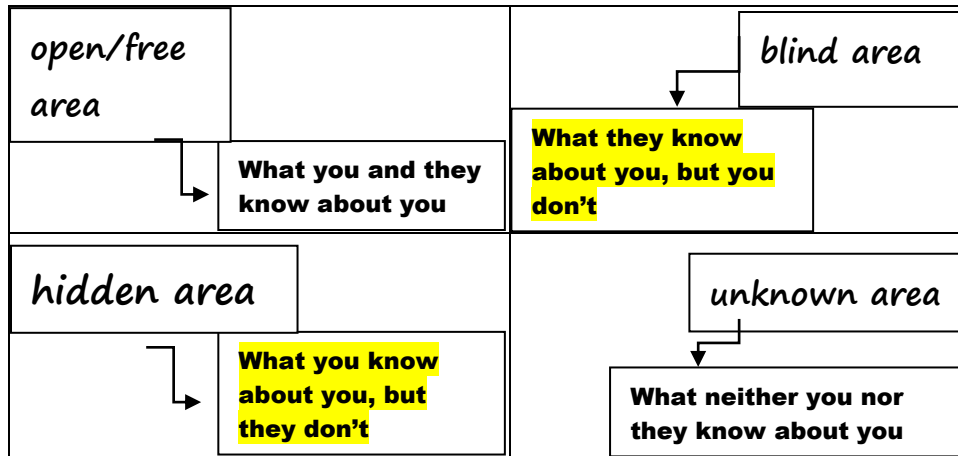 open/free
area
What you and they
know about you
blind area
What they know
about you, but you
don’t
hidden area
What you know
about you, but
they don’t
unknown area
What neither you nor
they know about you